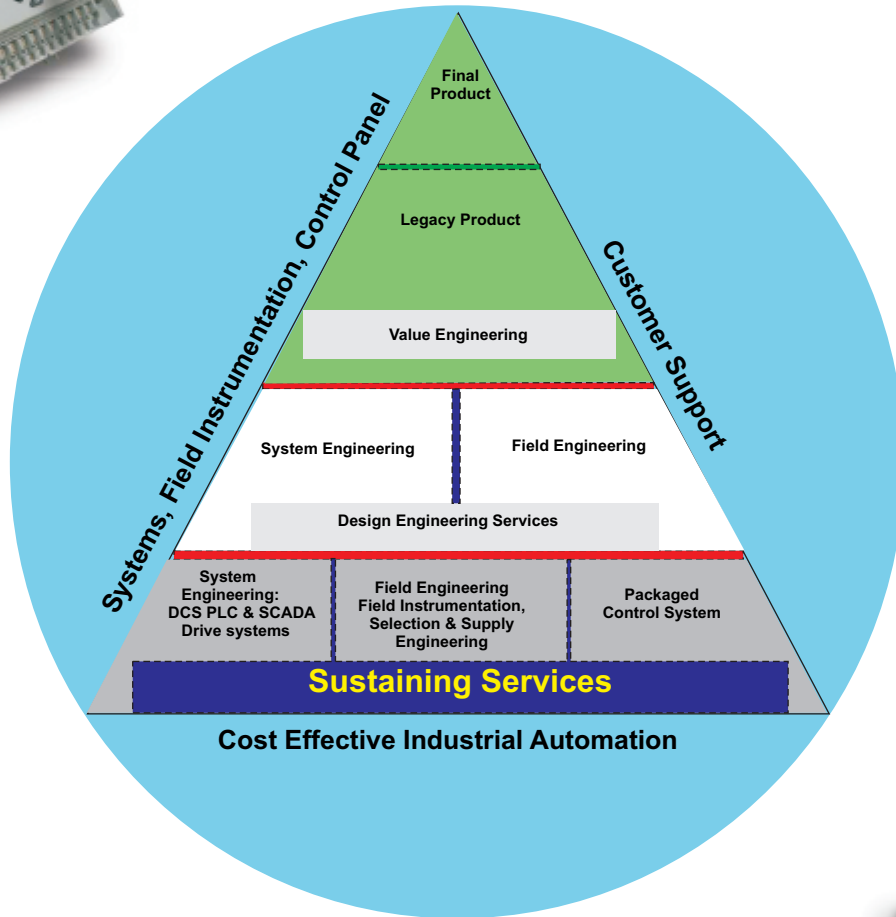 Final
Product
Systems, Field Instrumentation, Control Panel
Legacy Product
Customer Support
Value Engineering
System Engineering
Field Engineering
Design Engineering Services
System
Engineering:
DCS PLC & SCADA
Drive systems
Field Engineering
Field Instrumentation,
Selection & Supply
Engineering
Packaged
Control System
Sustaining Services
Cost Effective Industrial Automation